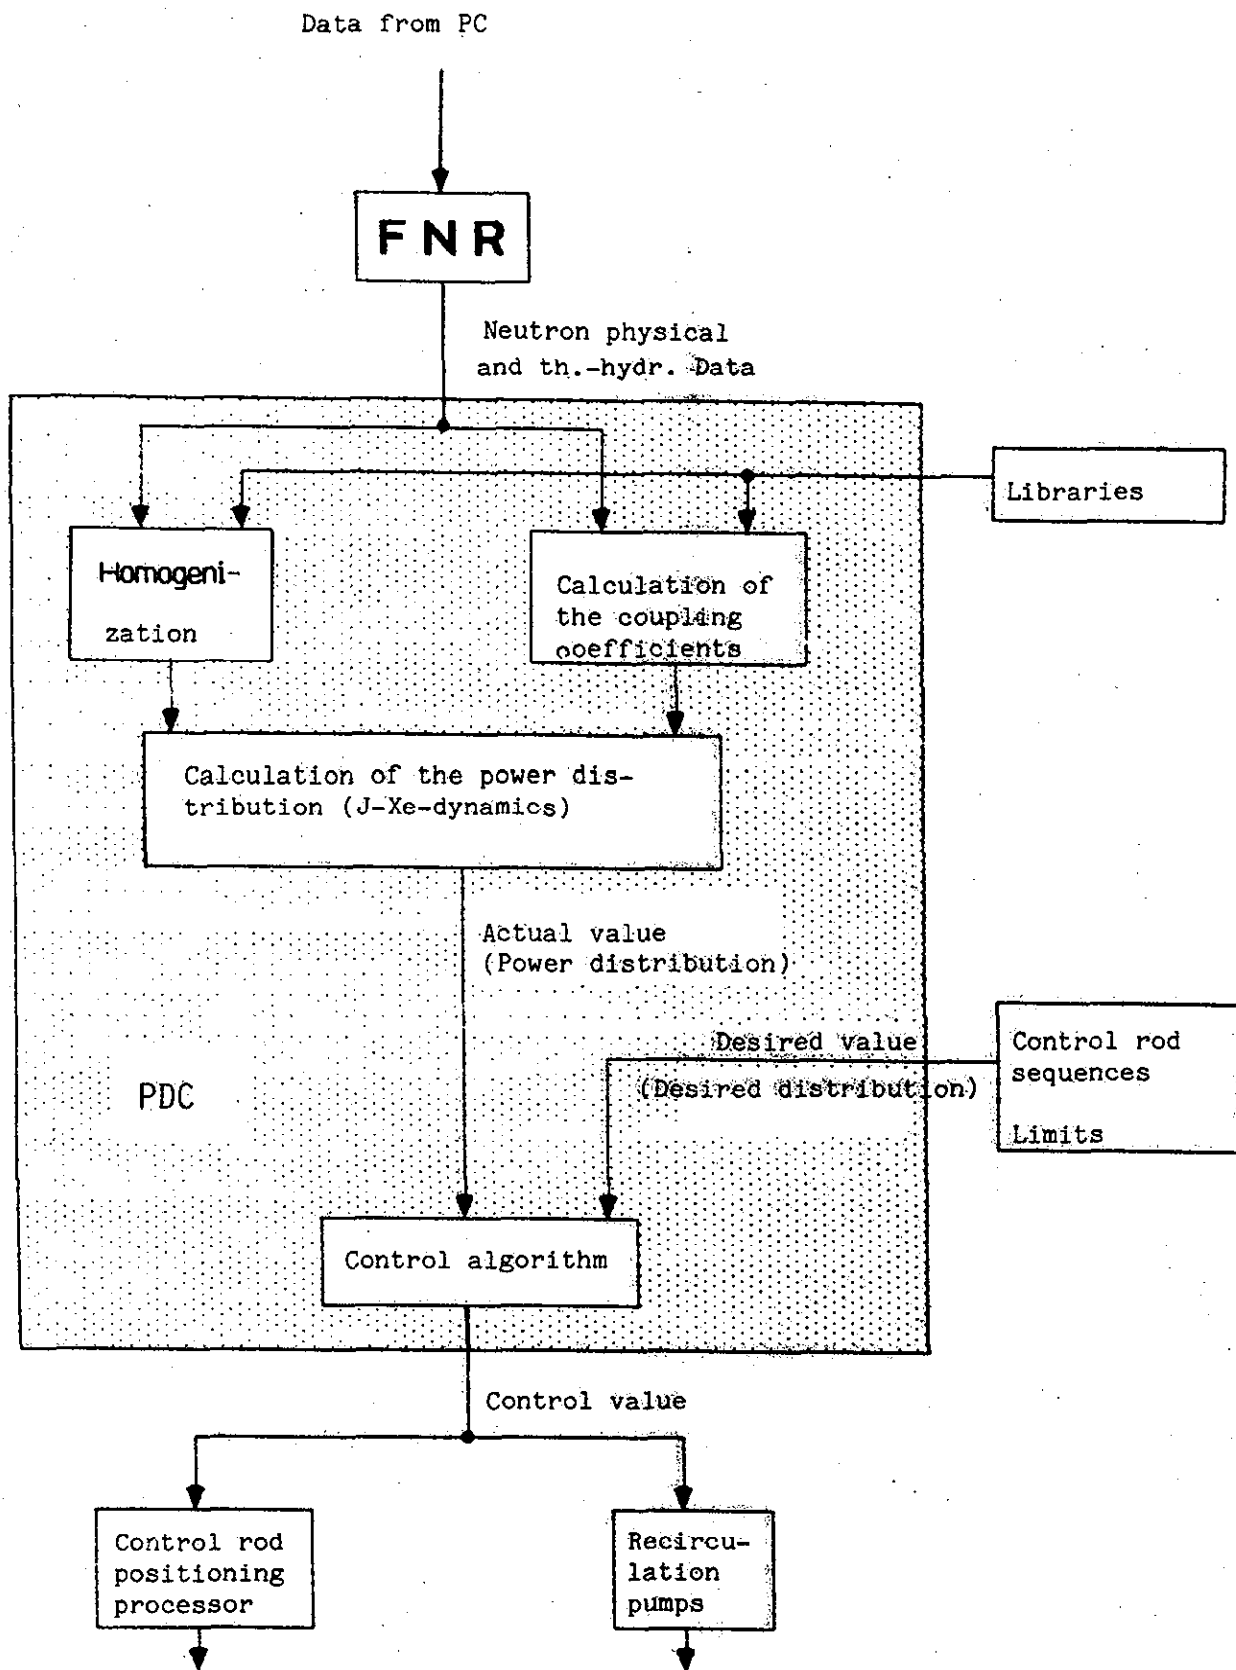 Data from PC
FNR
Neutron physical
and th.-hydr. Data
Libraries
Homogeni-
zation
Calculation of
the coupling
coefficients
Calculation of the power dis-
tribution (J-Xe-dynamics)
Actual value
(Power distribution)
Desired value
(Desired distribution)
Control rod
sequences
Limits
PDC
Control algorithm
Control value
Control rod
positioning
processor
Recircu-
lation
pumps